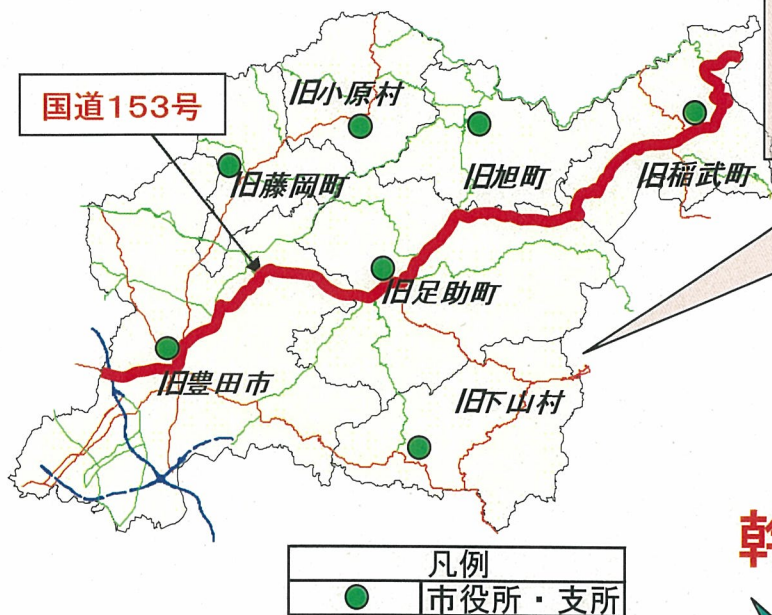 旧小原村
国道153号
旧藤岡町
旧旭町
旧稲武町
旧足助町
旧豊田市
旧下山村
凡例
市役所・支所